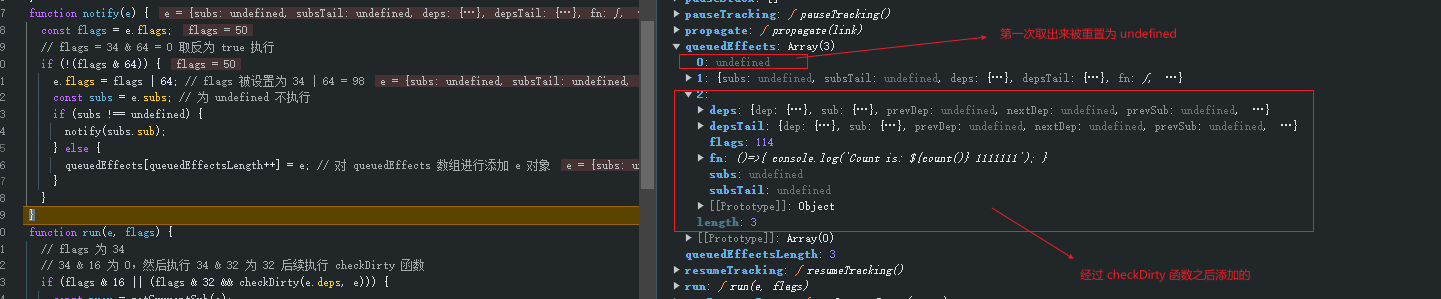 function notify(e) { e = {subs: undefined, subsTail: undefined, deps: {…}, depsTail: {…}, fn: ƒ, …
const flags = e.flags; flags = 50
// flags = 34 & 64 = 0 取反为 true 执行
if (!(flags & 64)) { flags = 50
e.flags = flags | 64; // flags 被设置为 34 | 64 = 98 e = {subs: undefined, subsTail: undefined,
const subs = e.subs; // 为 undefined 不执行
if (subs !== undefined) {
notify(subs.sub);
} else {
queuedEffects[queuedEffectsLength++] = e; // 对 queuedEffects 数组进行添加 e 对象 e = {subs: un
}
}
}
function run(e, flags) {
// flags 为 34
// 34 & 16 为 0，然后执行 34 & 32 为 32 后续执行 checkDirty 函数
if (flags & 16 || (flags & 32 && checkDirty(e.deps, e))) {
pauseTracking: ƒ pauseTracking()
propagate: ƒ propagate(link)
queuedEffects: Array(3)
0: undefined
1: {subs: undefined, subsTail: undefined, deps: {…}, depsTail: {…}, fn: ƒ, …}
2:
deps: {dep: {…}, sub: {…}, prevDep: undefined, nextDep: undefined, prevSub: undefined, …}
depsTail: {dep: {…}, sub: {…}, prevDep: undefined, nextDep: undefined, prevSub: undefined, …}
flags: 114
fn: ()=>{ console.log(`Count is: ${count()} 1111111`); }
subs: undefined
subsTail: undefined
[[Prototype]]: Object
length: 3
[[Prototype]]: Array(0)
queuedEffectsLength: 3
resumeTracking: ƒ resumeTracking()
run: ƒ run(e, flags)
第一次取出来被重置为 undefined
经过 checkDirty 函数之后添加的